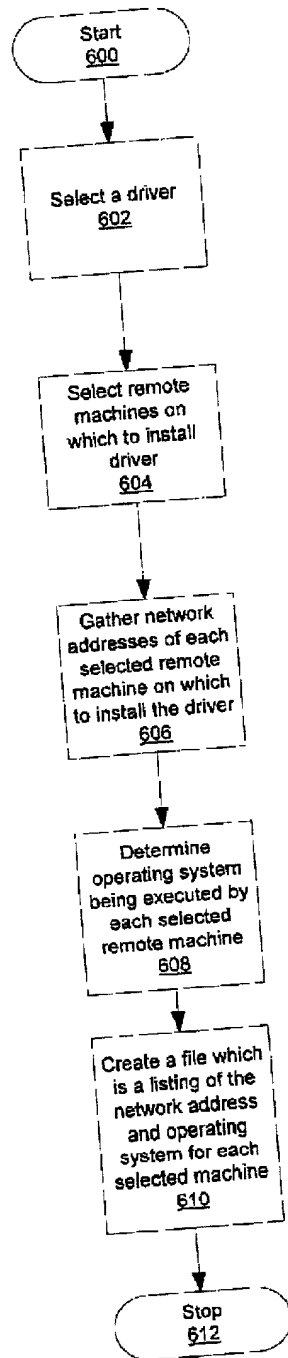 Start
600
Select a driver
602
Select remote
machines on
which to install
driver
604
Gather network
addresses of each
selected remote
machine on which
to install the driver
606
Determine
operating system
being executed by
each selected
remote machine
608
Create a file which
is a listing of the
network address
and operating
system for each
selected machine
610
Stop
612